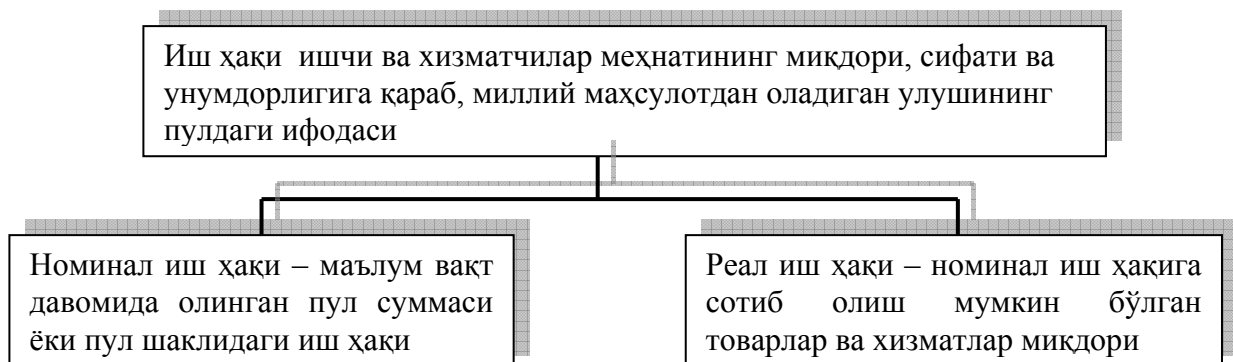 Иш ҳақи ишчи ва хизматчилар меҳнатининг миқдори, сифати ва
унумдорлигига қараб, миллий маҳсулотдан оладиган улушининг
пулдаги ифодаси
Номинал иш ҳақи – маълум вақт
давомида олинган пул суммаси
ёки пул шаклидаги иш ҳақи
Реал иш ҳақи – номинал иш ҳақига
сотиб олиш мумкин бўлган
товарлар ва хизматлар миқдори